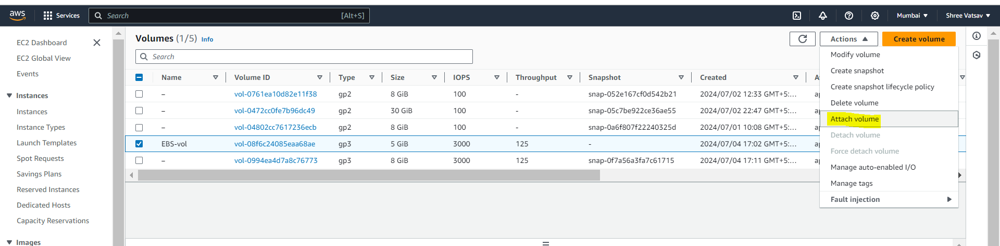 aws Services Search [Alt+S] Mumbai Shree Vatsav
EC2 Dashboard
EC2 Global View
Events
Instances
Instances
Instance Types
Launch Templates
Spot Requests
Savings Plans
Reserved Instances
Dedicated Hosts
Capacity Reservations
Images
Volumes (1/5) Info Actions Create volume
Search
Name Volume ID Type Size IOPS Throughput Snapshot Created
– vol-0761ea10d82e11f38 gp2 8 GiB 100 - snap-052e167cf0d542b21 2024/07/02 12:33 GMT+5:...
– vol-0472cc0fe7b96dc49 gp2 30 GiB 100 - snap-05c7be922ce36ae55 2024/07/02 22:47 GMT+5:...
– vol-04802cc7617236ecb gp2 8 GiB 100 - snap-0a6f807f22240325d 2024/07/01 10:08 GMT+5:...
EBS-vol vol-08f6c24085eaa68ae gp3 5 GiB 3000 125 - 2024/07/04 17:02 GMT+5:...
– vol-0994ea4d7a8c76773 gp3 8 GiB 3000 125 snap-0f7a56a3fa7c61715 2024/07/04 17:11 GMT+5:...
Modify volume
Create snapshot
Create snapshot lifecycle policy
Delete volume
Attach volume
Detach volume
Force detach volume
Manage auto-enabled I/O
Manage tags
Fault injection